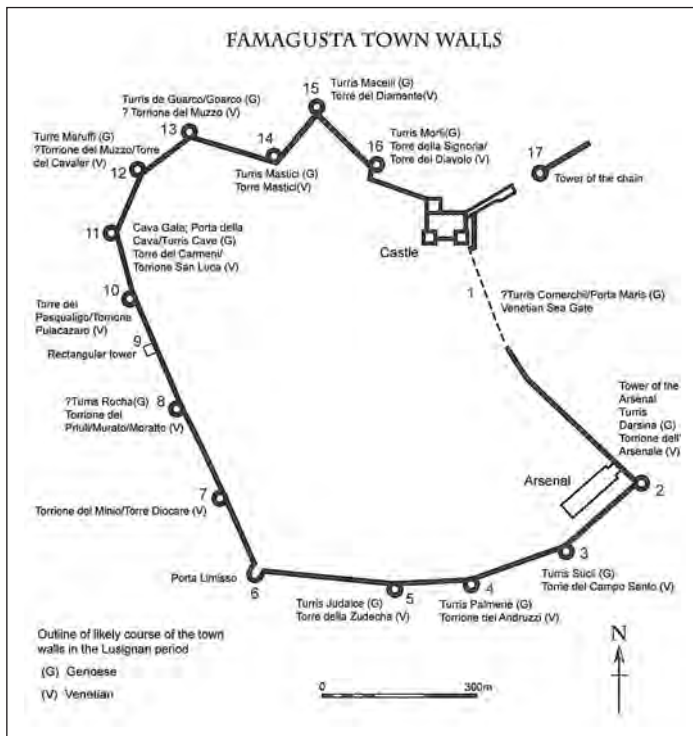 FAMAGUSTA TOWN WALLS
15
Turris Macelli (G)
Torre del Diamente(V)
Turris de Guarco/Goarco (G)
? Torrione del Muzzo (V)
13
14
Turris Mastici (G)
Torre Mastici(V)
16
Turris Morfi(G)
Torre della Signoria/
Torre del Diavolo (V)
17
Tower of the chain
Turre Maruffi (G)
?Torrione del Muzzo/Torre
del Cavaler (V)
12
11
Cava Gala; Porta della
Cava/Turris Cave (G)
Torre del Carmeni/
Torrione San Luca (V)
Castle
1
?Turris Comerchii/Porta Maris (G)
Venetian Sea Gate
10
Torre del
Pasqualigo/Torrione
Pulacazaro (V)
9
Rectangular tower
?Turris Rocha(G)
Torrione del
Priuli/Murato/Moratto (V)
8
Tower of the
Arsenal
Turris
Darsina (G)
Torrione dell'
Arsenale (V)
Arsenal
2
7
Torrione del Minio/Torre Diocare (V)
3
Turris Sucii (G)
Torrie del Campo Santo (V)
Porta Limisso
6
5
Turris Judaice (G)
Torre della Zudecha (V)
4
Turris Palmerie (G)
Torrione dei Andruzzi (V)
Outline of likely course of the town
walls in the Lusignan period
(G) Genoese
(V) Venetian
N
0 300m